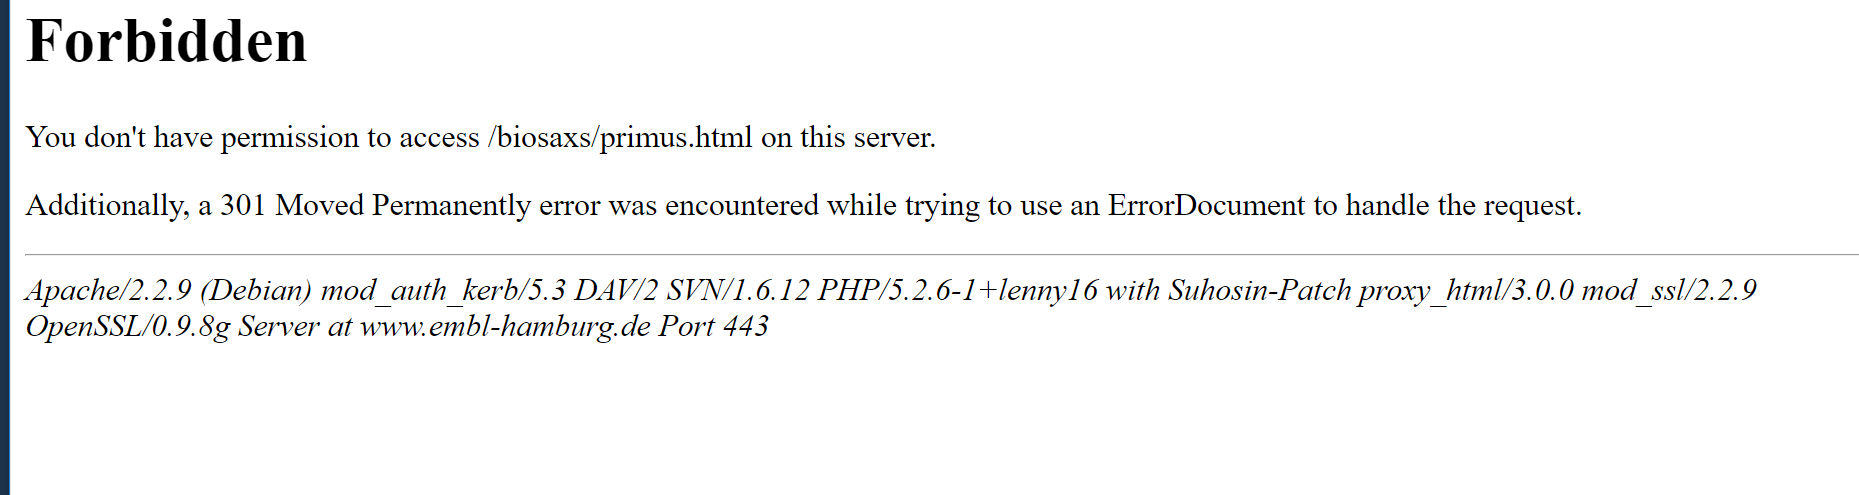 Forbidden
You don't have permission to access /biosaxs/primus.html on this server.
Additionally, a 301 Moved Permanently error was encountered while trying to use an ErrorDocument to handle the request.
Apache/2.2.9 (Debian) mod_auth_kerb/5.3 DAV/2 SVN/1.6.12 PHP/5.2.6-1+lenny16 with Suhosin-Patch proxy_html/3.0.0 mod_ssl/2.2.9
OpenSSL/0.9.8g Server at www.embl-hamburg.de Port 443